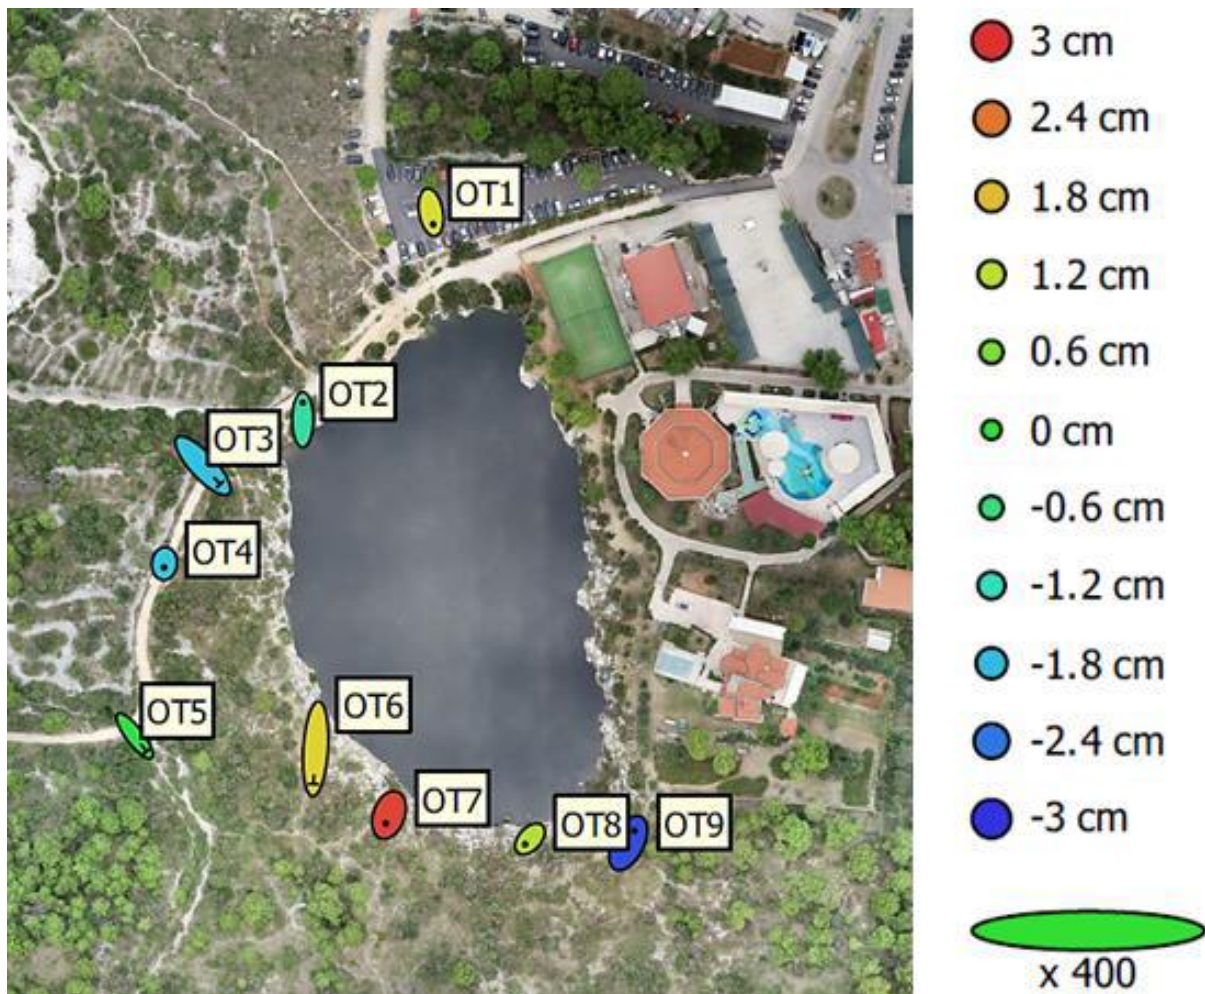 OT1
OT2
OT3
OT4
OT5
OT6
OT7
OT8
OT9
3 cm
2.4 cm
1.8 cm
1.2 cm
0.6 cm
0 cm
-0.6 cm
-1.2 cm
-1.8 cm
-2.4 cm
-3 cm
x 400